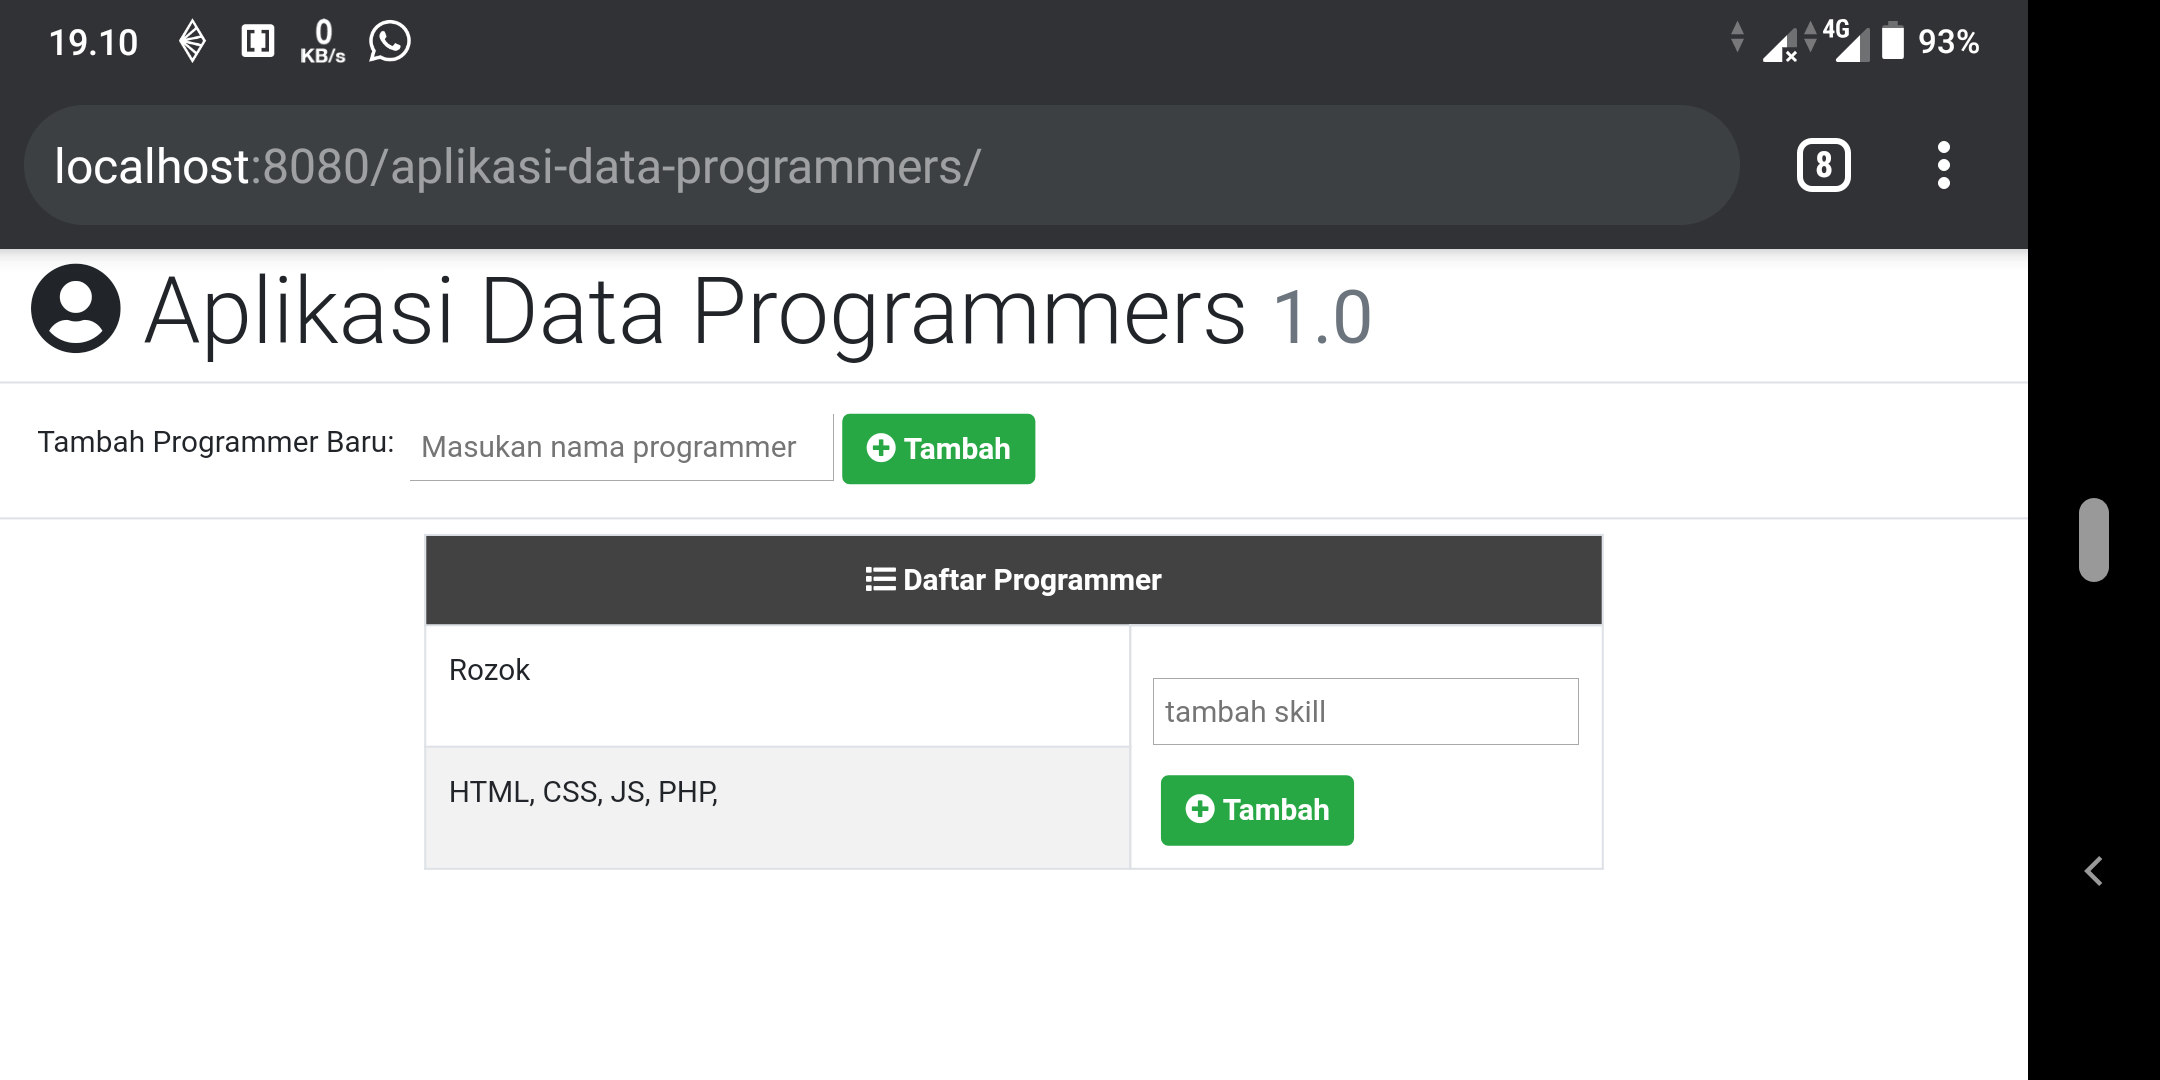 19.10 0 KB/s 4G 93%
localhost:8080/aplikasi-data-programmers/ 8
Aplikasi Data Programmers 1.0
Tambah Programmer Baru: Masukan nama programmer Tambah
Daftar Programmer
Rozok
tambah skill
HTML, CSS, JS, PHP,
Tambah